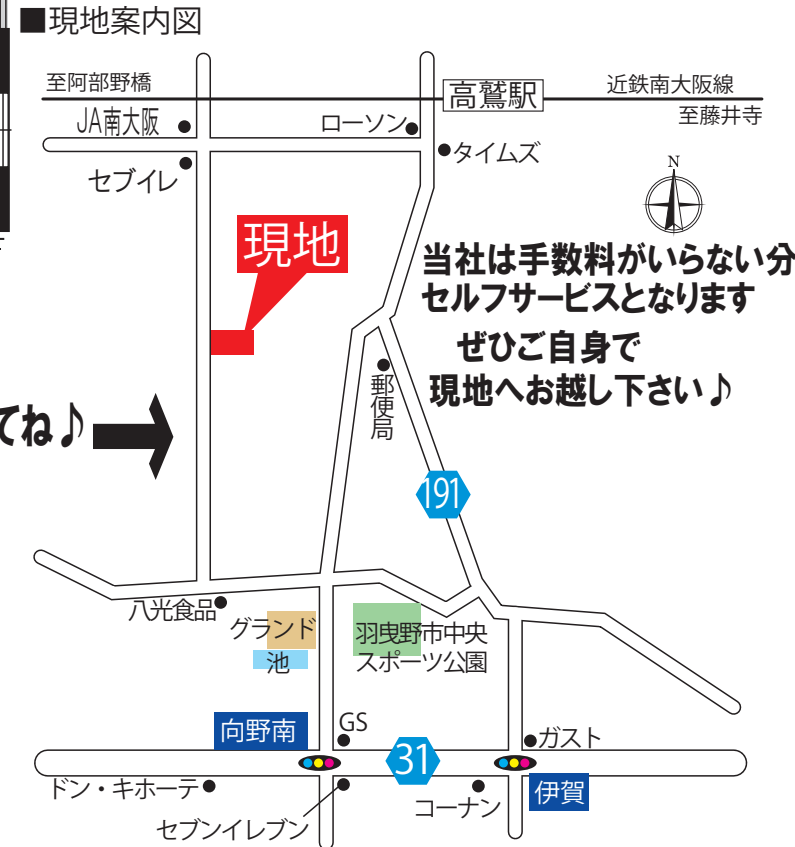 ■現地案内図
至阿部野橋
高鷲駅
近鉄南大阪線
至藤井寺
JA南大阪
ローソン
タイムズ
セブイレ
N
現地
当社は手数料がいらない分
セルフサービスとなります
ぜひご自身で
現地へお越し下さい♪
郵便局
てね♪
191
八光食品
グランド
池
羽曳野市中央
スポーツ公園
向野南
GS
ガスト
31
ドン・キホーテ
コーナン
伊賀
セブンイレブン